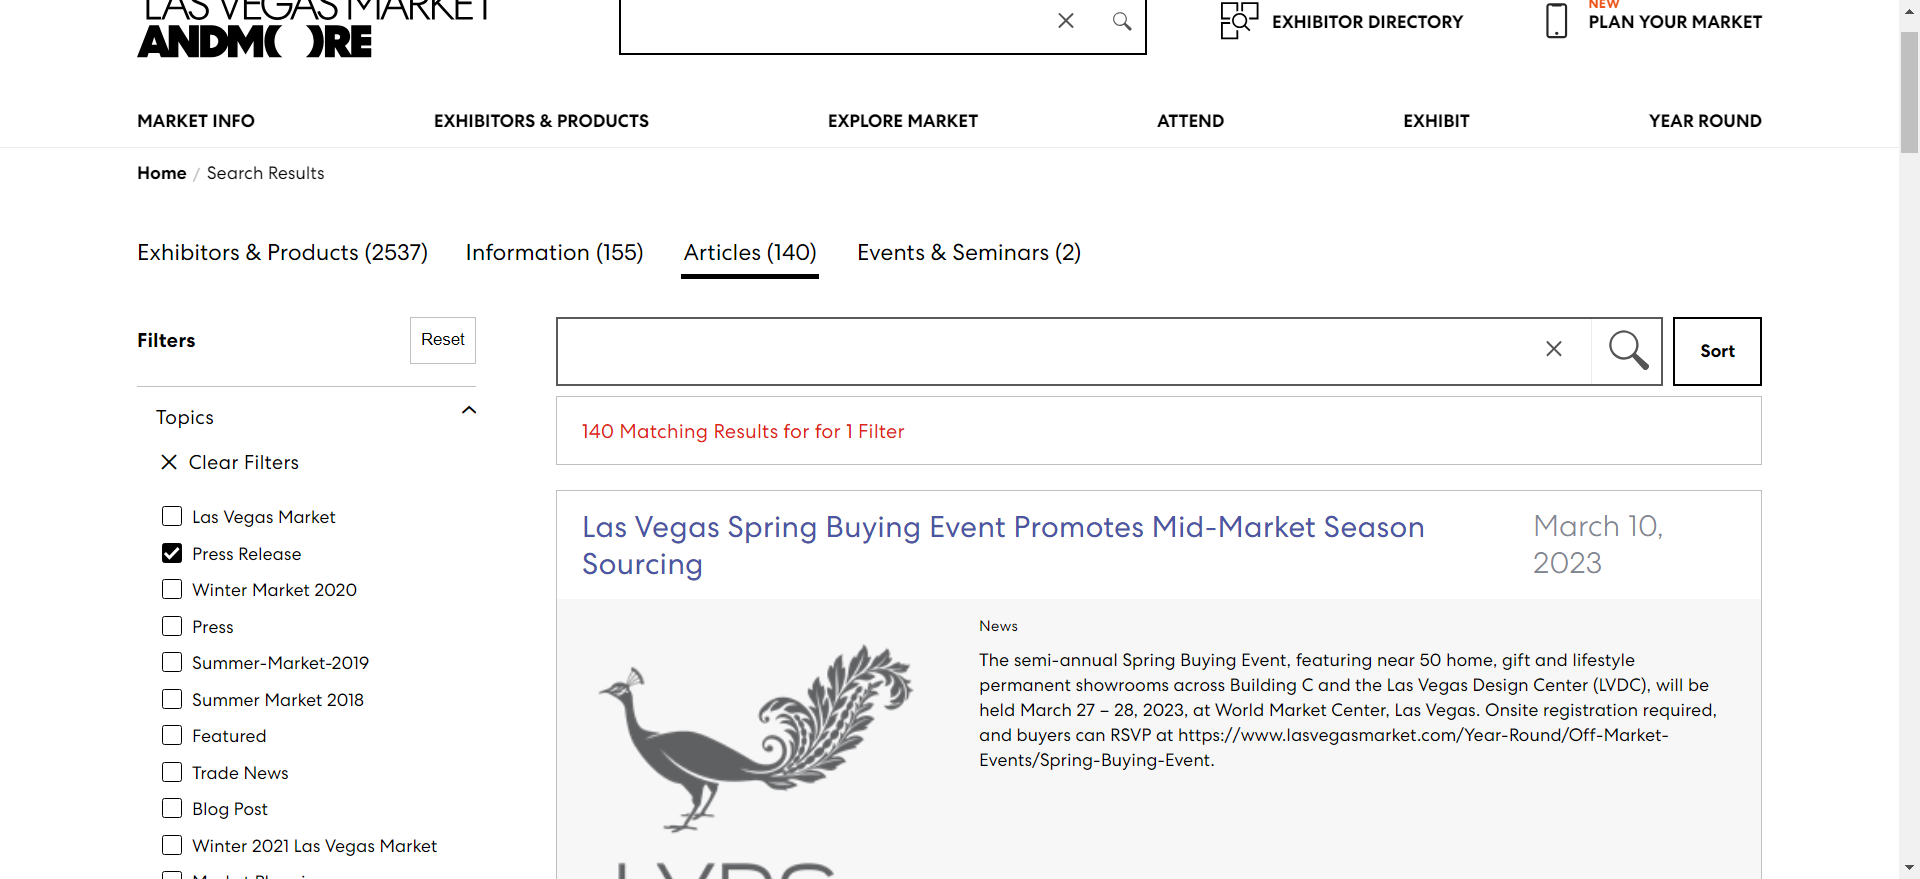 LAS VEGAS MARKET
ANDM( )RE
EXHIBITOR DIRECTORY
NEW
PLAN YOUR MARKET
MARKET INFO
EXHIBITORS & PRODUCTS
EXPLORE MARKET
ATTEND
EXHIBIT
YEAR ROUND
Home / Search Results
Exhibitors & Products (2537)
Information (155)
Articles (140)
Events & Seminars (2)
Filters
Reset
Sort
Topics
140 Matching Results for for 1 Filter
Clear Filters
Las Vegas Market
Press Release
Winter Market 2020
Press
Summer-Market-2019
Summer Market 2018
Featured
Trade News
Blog Post
Winter 2021 Las Vegas Market
Las Vegas Spring Buying Event Promotes Mid-Market Season
Sourcing
March 10,
2023
News
The semi-annual Spring Buying Event, featuring near 50 home, gift and lifestyle
permanent showrooms across Building C and the Las Vegas Design Center (LVDC), will be
held March 27 – 28, 2023, at World Market Center, Las Vegas. Onsite registration required,
and buyers can RSVP at https://www.lasvegasmarket.com/Year-Round/Off-Market-
Events/Spring-Buying-Event.
LVDC